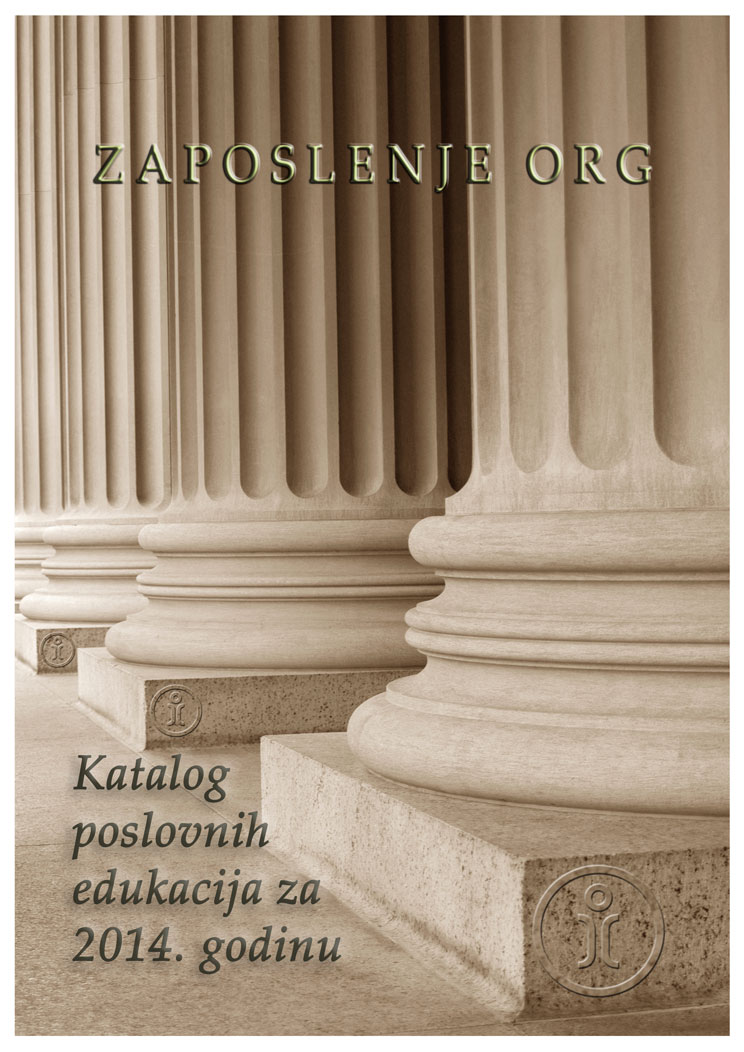 ZAPOSLENJE ORG
Katalog
poslovnih
edukacija za
2014. godinu